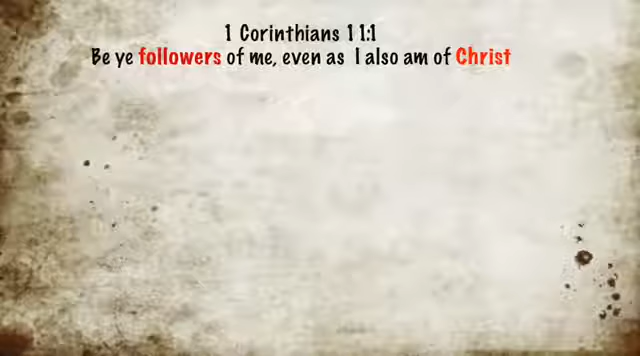 1 Corinthians 11:1
Be ye followers of me, even as I also am of Christ